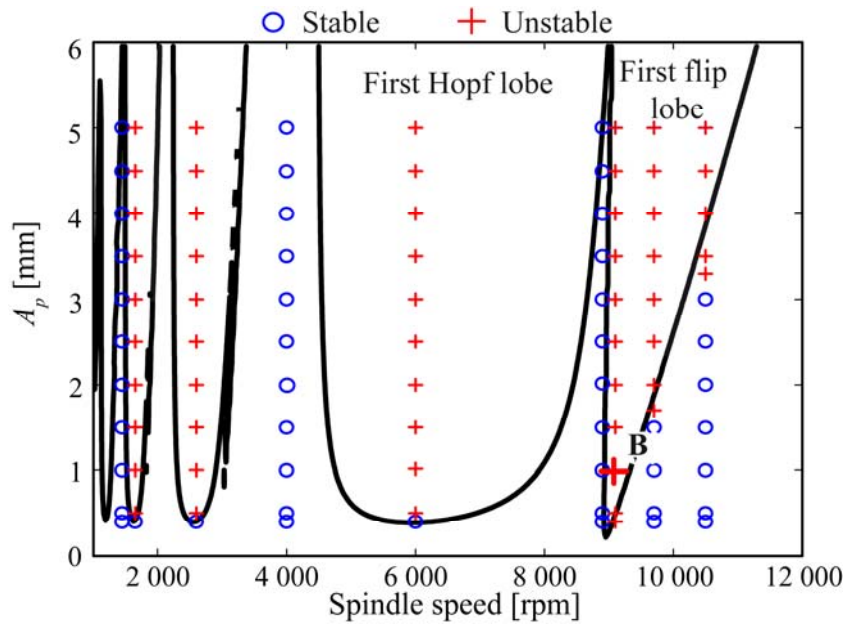 Stable Unstable
First Hopf lobe
First flip
lobe
B
6
5
4
3
2
1
0
A_p [mm]
2 000 4 000 6 000 8 000 10 000 12 000
Spindle speed [rpm]